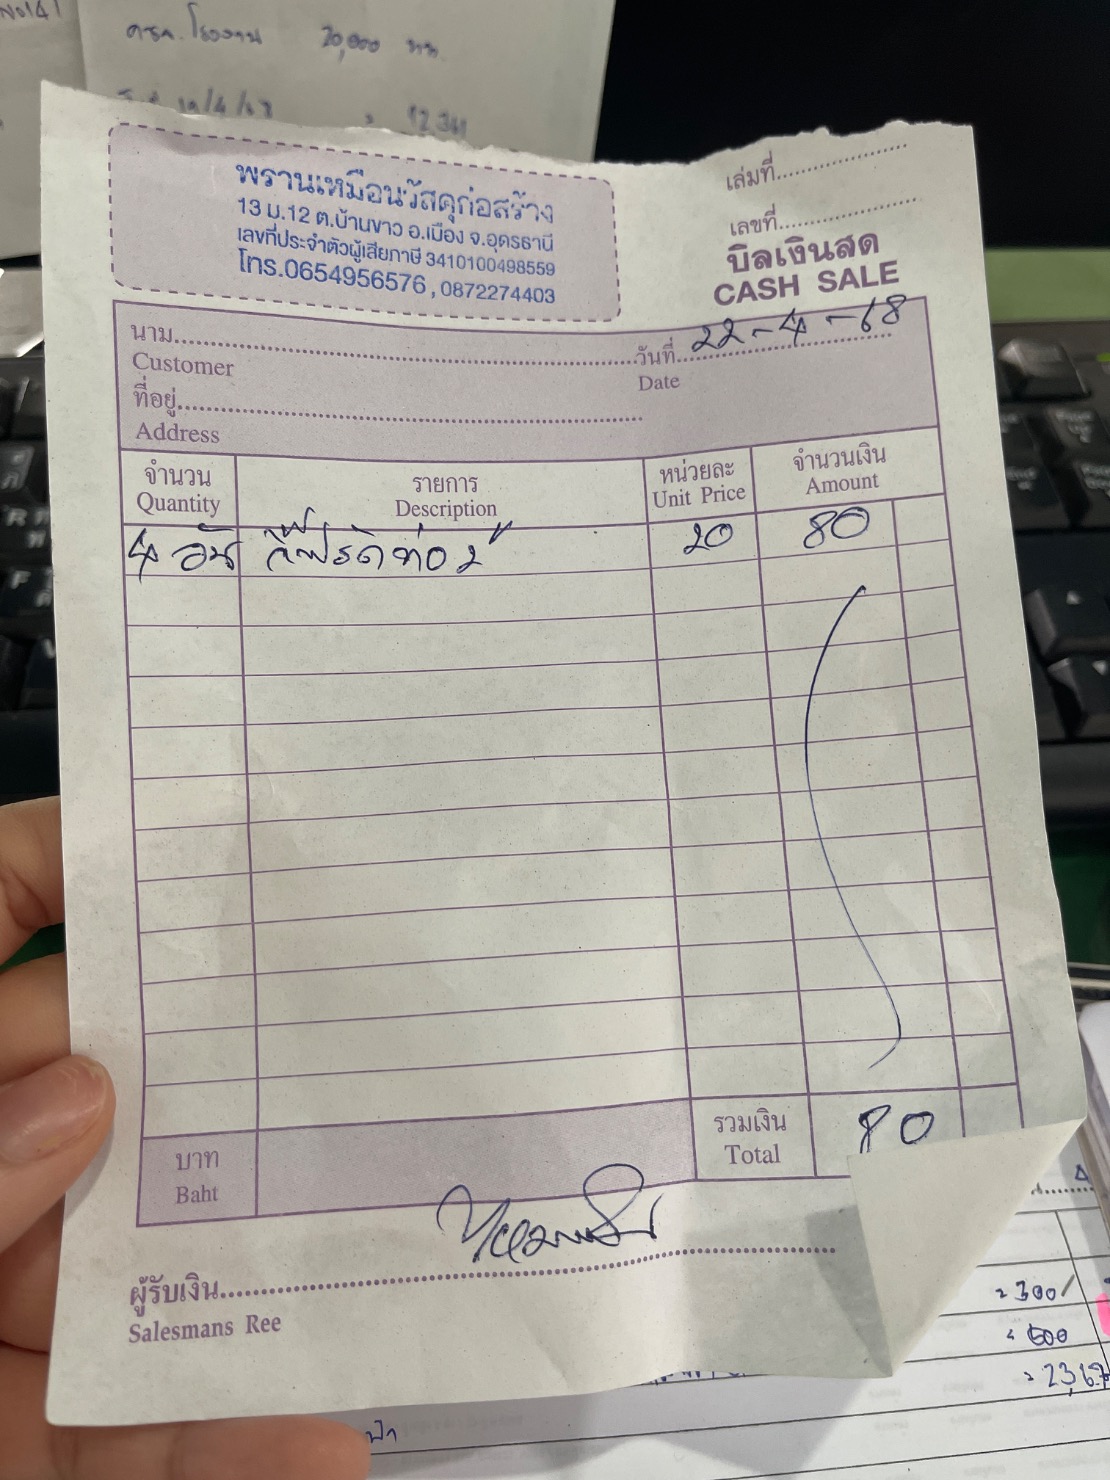 20,000
12,341
พรานเหมือนวัสดุก่อสร้าง
13 ม.12 ต.บ้านขาว อ.เมือง จ.อุดรธานี
เลขที่ประจำตัวผู้เสียภาษี 3410100498559
โทร.0654956576 , 0872274403
เล่มที่
เลขที่
บิลเงินสด
CASH SALE
นาม
วันที่ 22-4-68
Customer
Date
ที่อยู่
Address
จำนวน รายการ หน่วยละ จำนวนเงิน
Quantity Description Unit Price Amount
4 อัน กิ๊ฟรัดท่อ 2" 20 80
รวมเงิน 80
Total
บาท
Baht
ผู้รับเงิน
Salesmans Ree